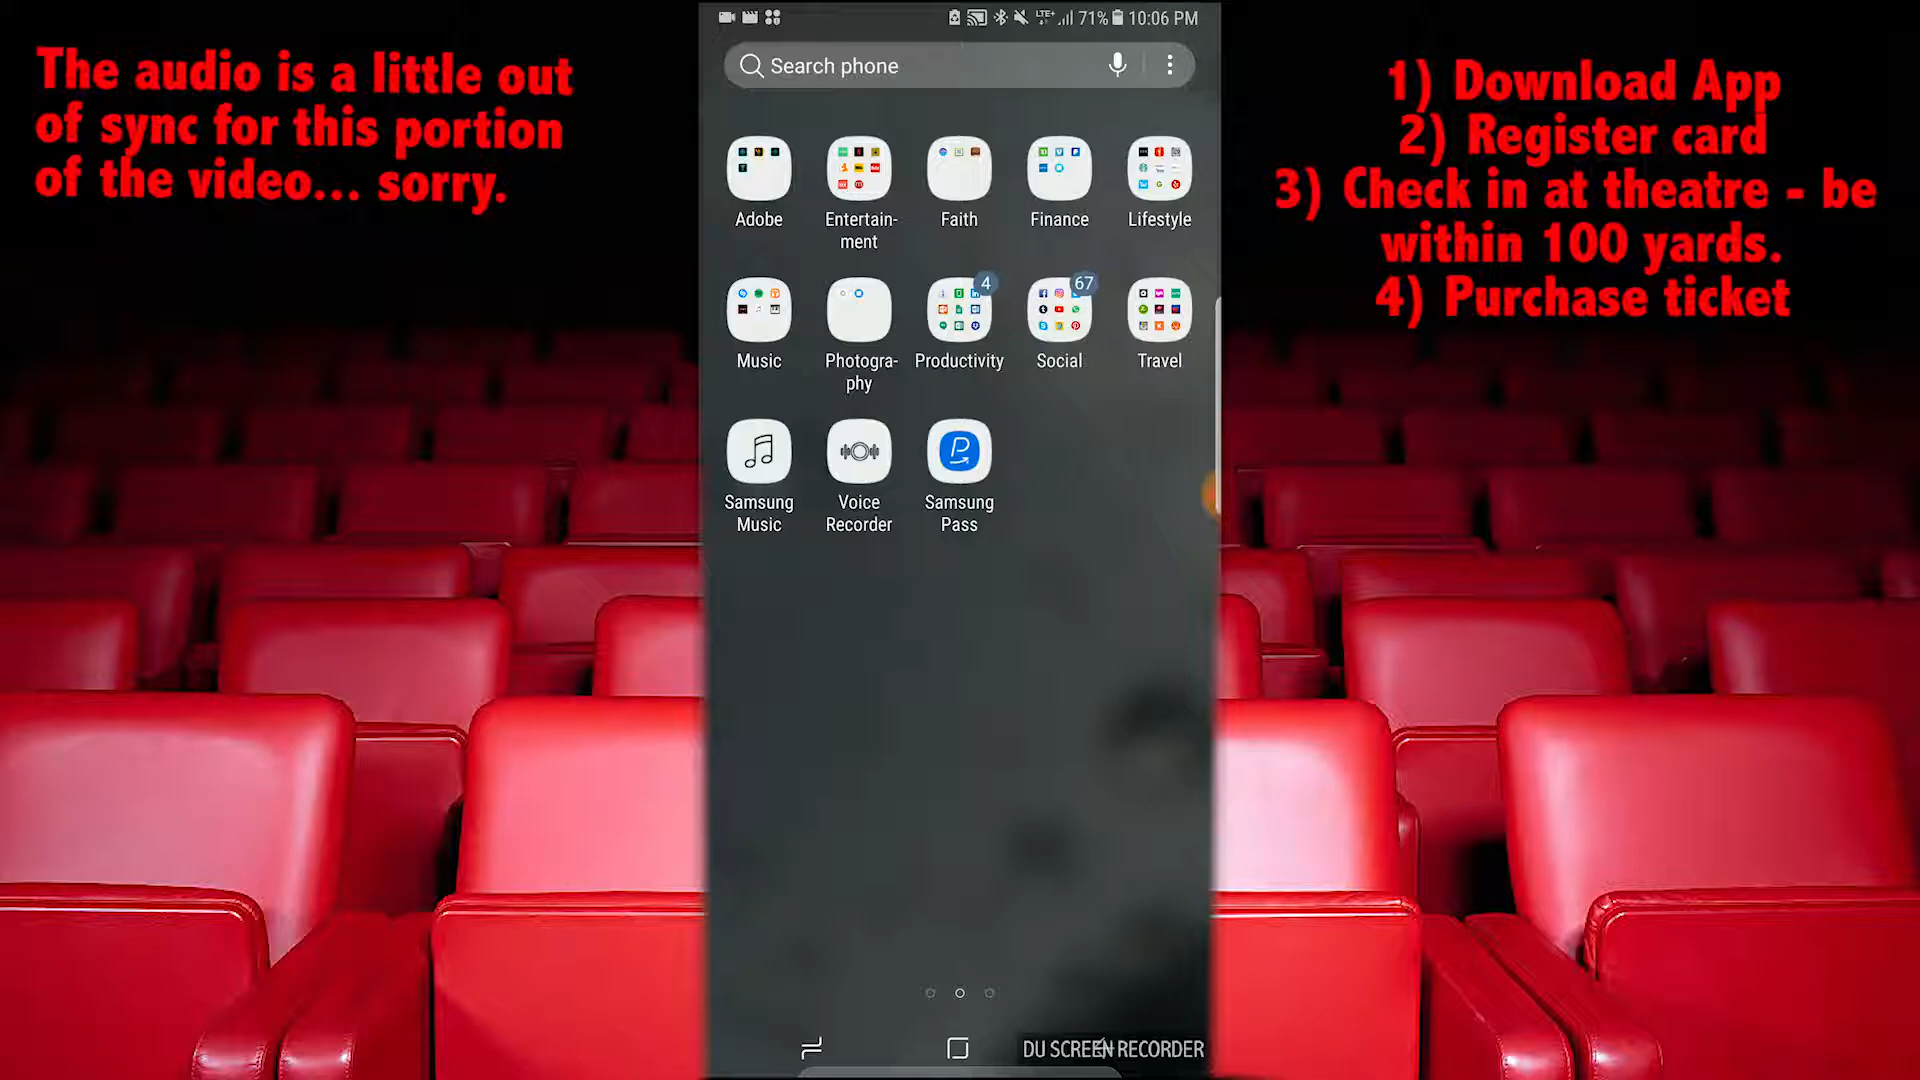 The audio is a little out
of sync for this portion
of the video... sorry.
LTE+ 71% 10:06 PM
Search phone
Adobe
Entertain-
ment
Faith
Finance
Lifestyle
Music
Photogra-
phy
4
Productivity
67
Social
Travel
Samsung
Music
Voice
Recorder
Samsung
Pass
DU SCREEN RECORDER
1) Download App
2) Register card
3) Check in at theatre - be
within 100 yards.
4) Purchase ticket